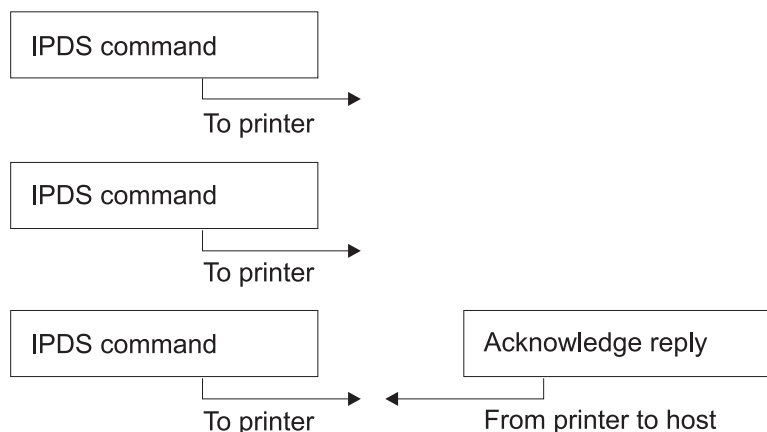 IPDS command
To printer
IPDS command
To printer
IPDS command
Acknowledge reply
To printer
From printer to host